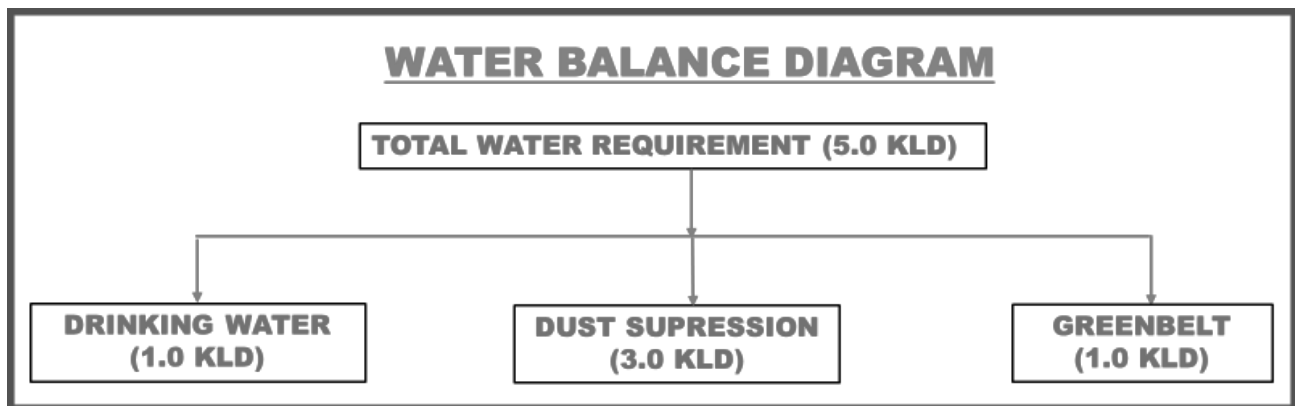 WATER BALANCE DIAGRAM
TOTAL WATER REQUIREMENT (5.0 KLD)
DRINKING WATER
(1.0 KLD)
DUST SUPRESSION
(3.0 KLD)
GREENBELT
(1.0 KLD)